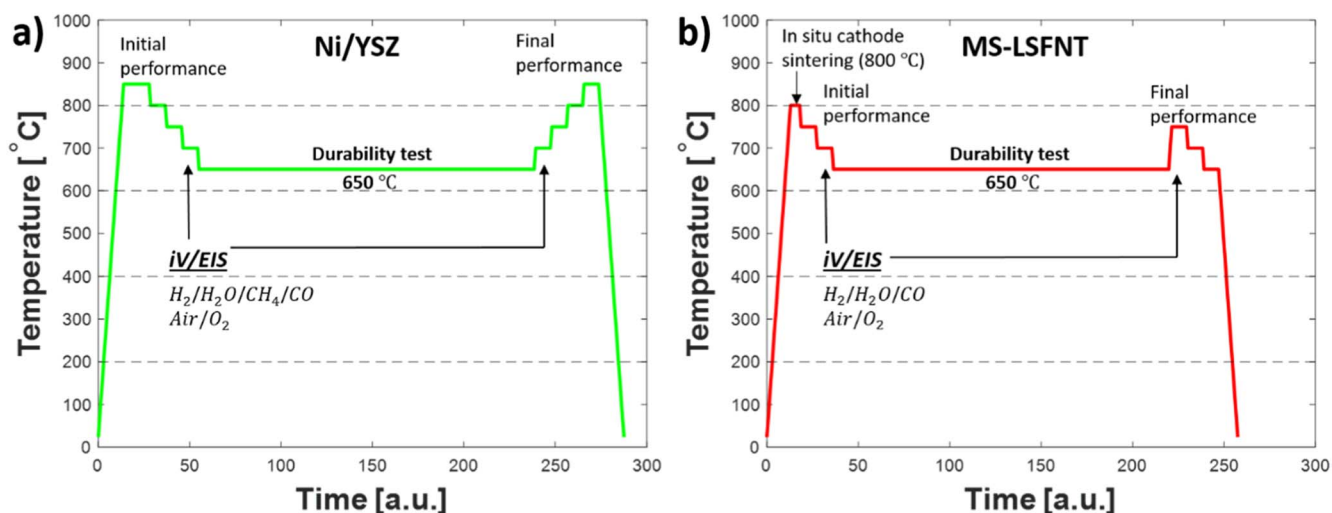 a)
Ni/YSZ
Initial
performance
Final
performance
Durability test
650 °C
iV/EIS
H₂/H₂O/CH₄/CO
Air/O₂
Temperature [°C]
1000
900
800
700
600
500
400
300
200
100
0
0 50 100 150 200 250 300
Time [a.u.]
b)
MS-LSFNT
In situ cathode
sintering (800 °C)
Initial
performance
Final
performance
Durability test
650 °C
iV/EIS
H₂/H₂O/CO
Air/O₂
Temperature [°C]
1000
900
800
700
600
500
400
300
200
100
0
0 50 100 150 200 250 300
Time [a.u.]